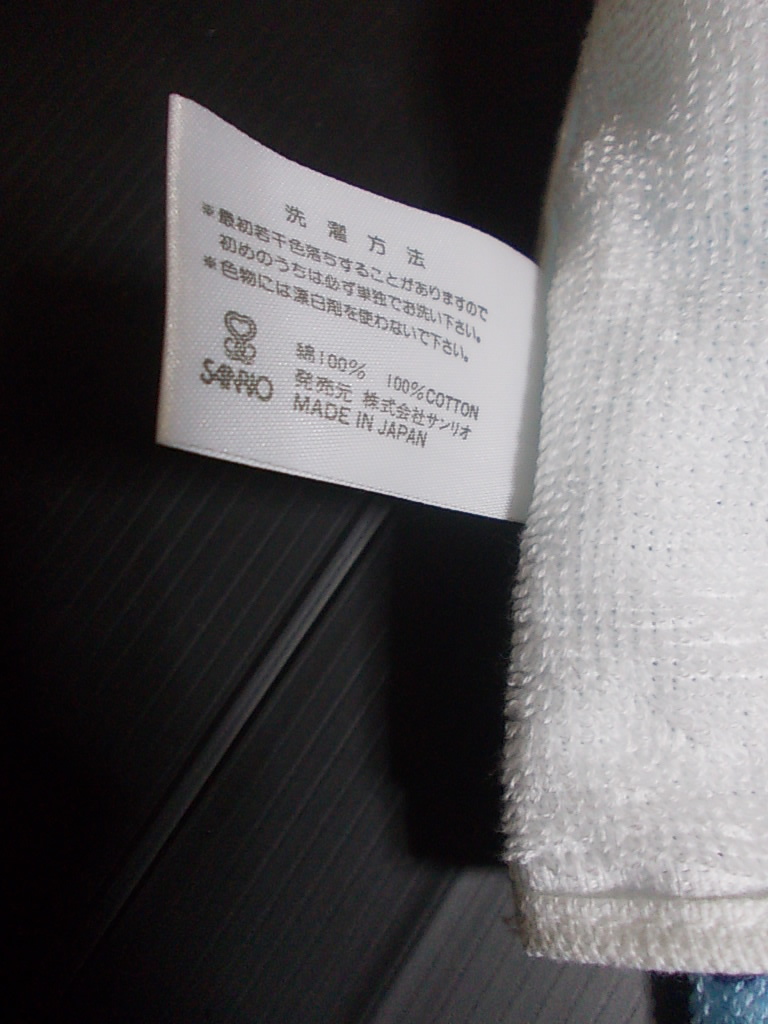 洗濯方法
※最初若干色落ちすることがありますので
初めのうちは必ず単独でお洗い下さい。
※色物には漂白剤を使わないで下さい。
綿100% 100%COTTON
SANRIO 発売元 株式会社サンリオ
MADE IN JAPAN